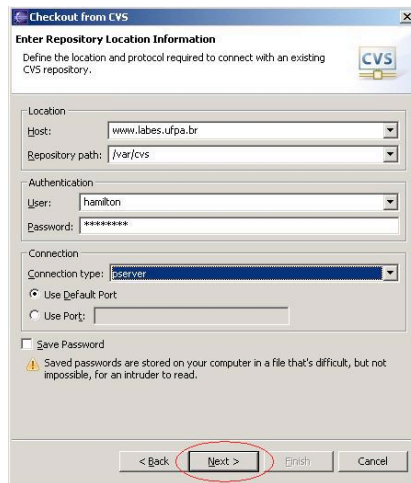 Checkout from CVS
Enter Repository Location Information
Define the location and protocol required to connect with an existing
CVS repository.
CVS
Location
Host: www.labes.ufpa.br
Repository path: /var/cvs
Authentication
User: hamilton
Password: ********
Connection
Connection type: pserver
Use Default Port
Use Port:
Save Password
Saved passwords are stored on your computer in a file that's difficult, but not
impossible, for an intruder to read.
< Back Next > Finish Cancel